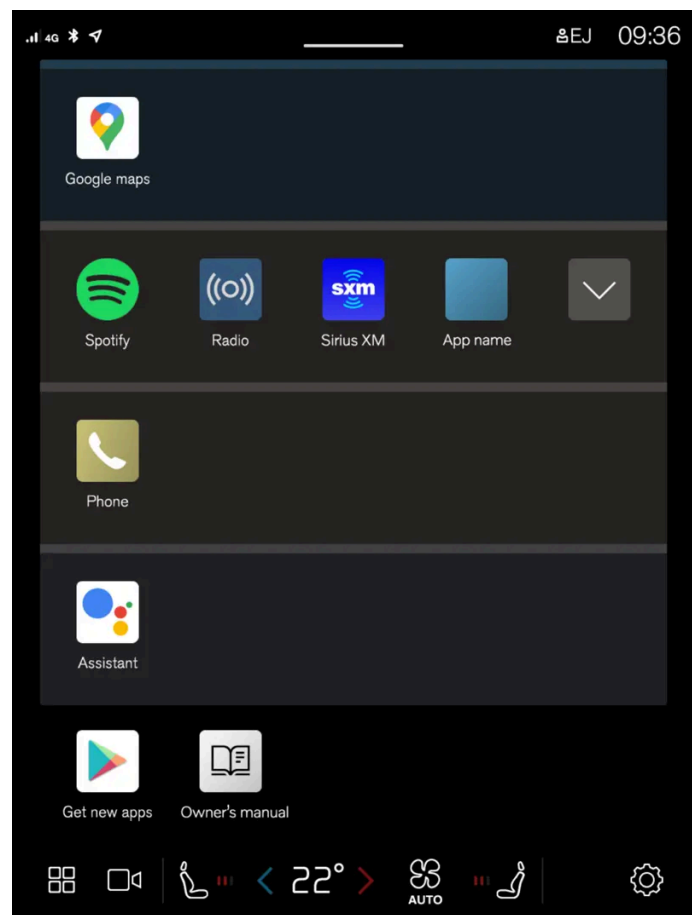 4G EJ 09:36
Google maps
sxm
Spotify Radio Sirius XM App name
Phone
Assistant
Get new apps Owner's manual
22°
AUTO